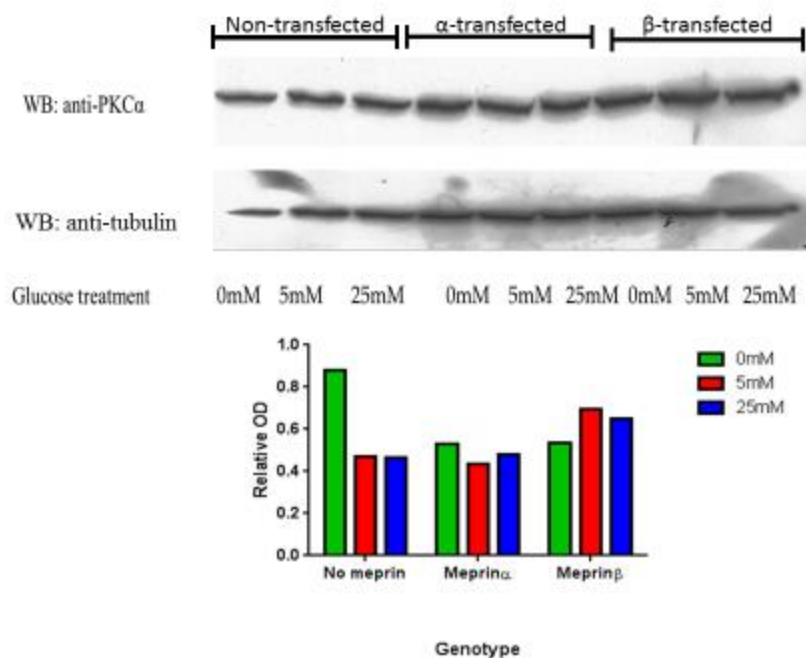 Non-transfected α-transfected β-transfected
WB: anti-PKCα
WB: anti-tubulin
Glucose treatment 0mM 5mM 25mM 0mM 5mM 25mM 0mM 5mM 25mM
1.0
0.8
0.6
0.4
0.2
0.0
Relative OD
No meprin Meprinα Meprinβ
Genotype
0mM
5mM
25mM